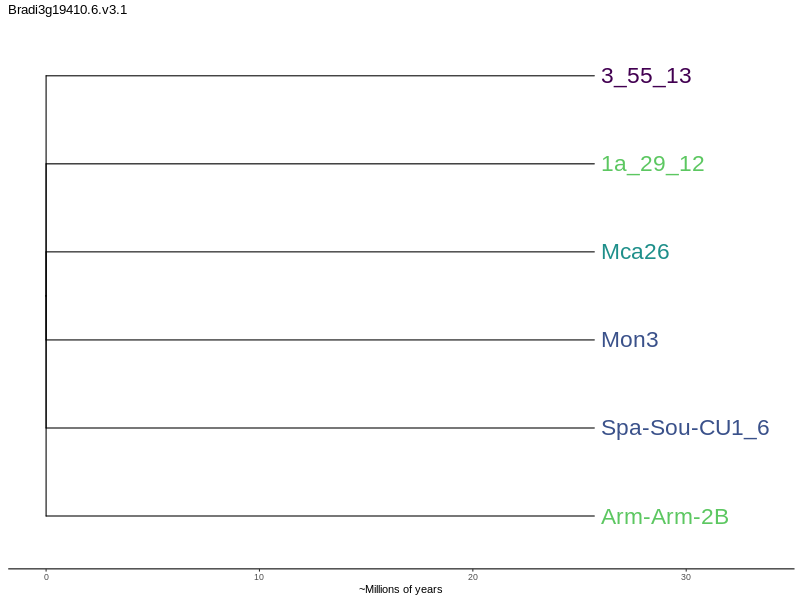 Bradi3g19410.6.v3.1
3_55_13
1a_29_12
Mca26
Mon3
Spa-Sou-CU1_6
Arm-Arm-2B
0 10 20 30
~Millions of years